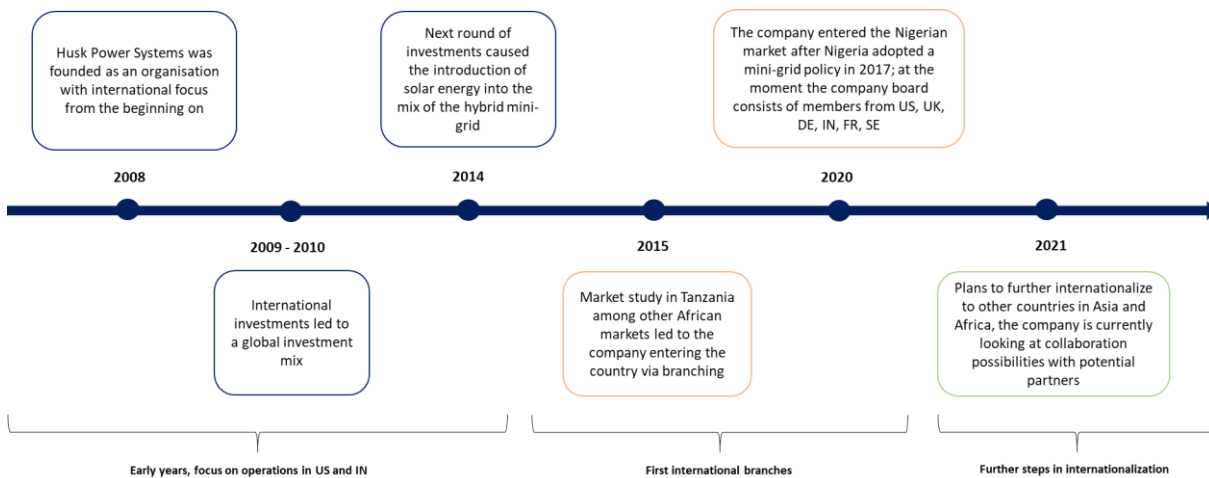 Husk Power Systems was
founded as an organisation
with international focus
from the beginning on
Next round of
investments caused
the introduction of
solar energy into the
mix of the hybrid mini-
grid
The company entered the Nigerian
market after Nigeria adopted a
mini-grid policy in 2017; at the
moment the company board
consists of members from US, UK,
DE, IN, FR, SE
2008
2014
2020
2009 - 2010
2015
2021
International
investments led to
a global investment
mix
Market study in Tanzania
among other African
markets led to the
company entering the
country via branching
Plans to further internationalize
to other countries in Asia and
Africa, the company is currently
looking at collaboration
possibilities with potential
partners
Early years, focus on operations in US and IN
First international branches
Further steps in internationalization